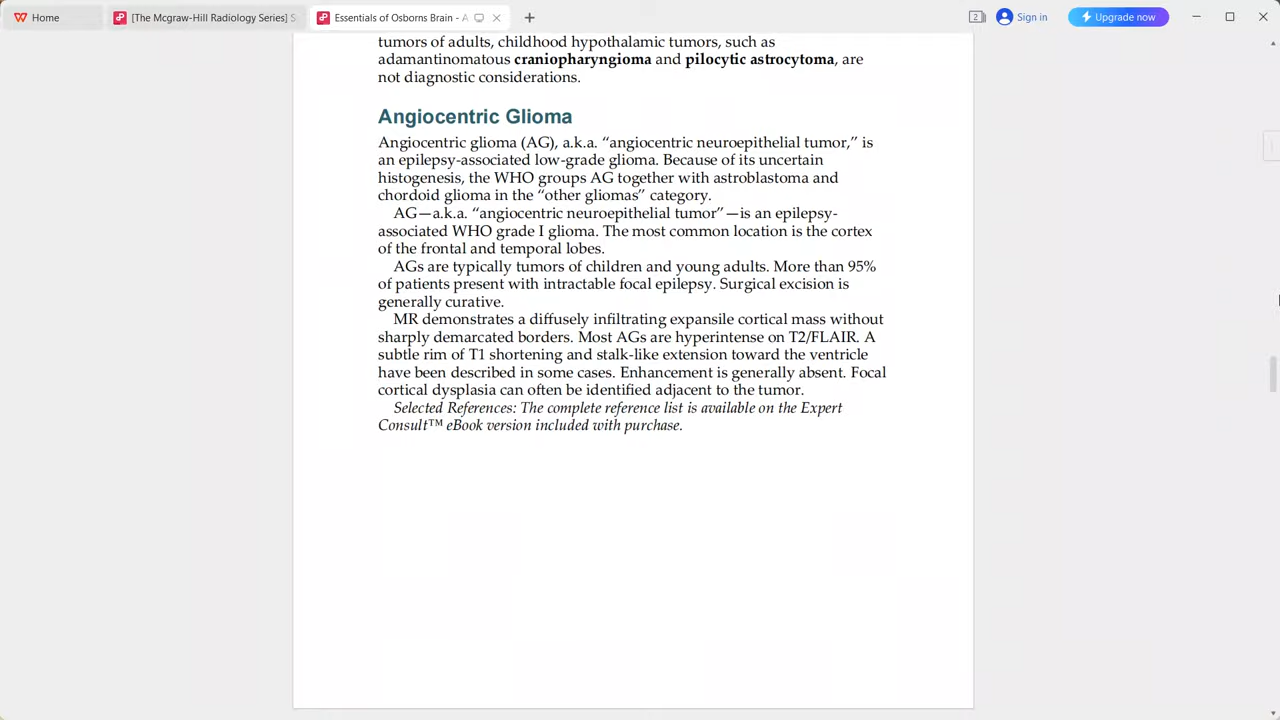 Home
[The Mcgraw-Hill Radiology Series] S
Essentials of Osborns Brain - A
2
Sign in
Upgrade now
tumors of adults, childhood hypothalamic tumors, such as
adamantinomatous craniopharyngioma and pilocytic astrocytoma, are
not diagnostic considerations.
Angiocentric Glioma
Angiocentric glioma (AG), a.k.a. “angiocentric neuroepithelial tumor,” is
an epilepsy-associated low-grade glioma. Because of its uncertain
histogenesis, the WHO groups AG together with astroblastoma and
chordoid glioma in the “other gliomas” category.
AG—a.k.a. “angiocentric neuroepithelial tumor”—is an epilepsy-
associated WHO grade I glioma. The most common location is the cortex
of the frontal and temporal lobes.
AGs are typically tumors of children and young adults. More than 95%
of patients present with intractable focal epilepsy. Surgical excision is
generally curative.
MR demonstrates a diffusely infiltrating expansile cortical mass without
sharply demarcated borders. Most AGs are hyperintense on T2/FLAIR. A
subtle rim of T1 shortening and stalk-like extension toward the ventricle
have been described in some cases. Enhancement is generally absent. Focal
cortical dysplasia can often be identified adjacent to the tumor.
Selected References: The complete reference list is available on the Expert
Consult™ eBook version included with purchase.